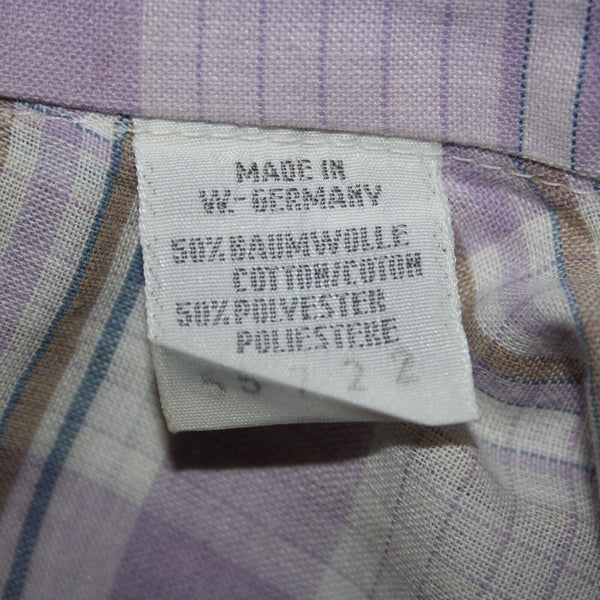 MADE IN
W.-GERMANY
50% BAUMWOLLE
COTTON/COTON
50% POLYESTER
POLIESTERE